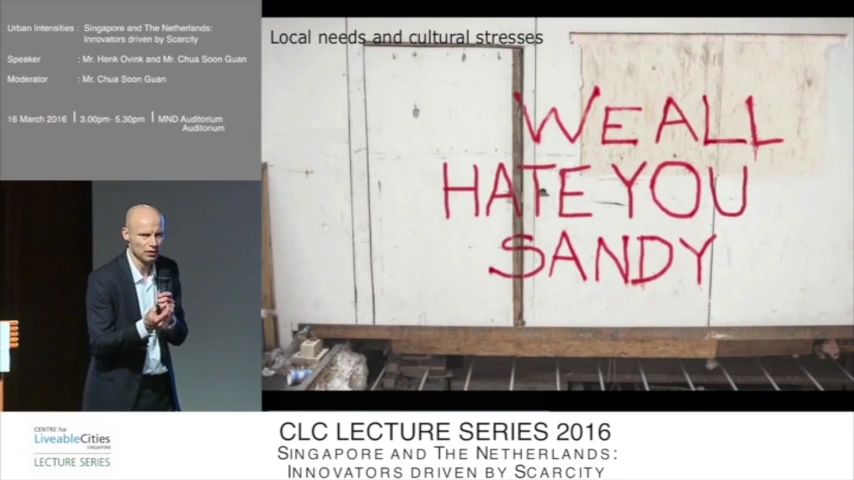 Urban Intensities : Singapore and The Netherlands:
Innovators driven by Scarcity
Speaker : Mr. Henk Ovink and Mr. Chua Soon Guan
Moderator : Mr. Chua Soon Guan
16 March 2016 | 3.00pm- 5.30pm | MND Auditorium
Auditorium
Local needs and cultural stresses
WE ALL
HATE YOU
SANDY
CENTRE for
LiveableCities
SINGAPORE
LECTURE SERIES
CLC LECTURE SERIES 2016
SINGAPORE AND THE NETHERLANDS:
INNOVATORS DRIVEN BY SCARCITY